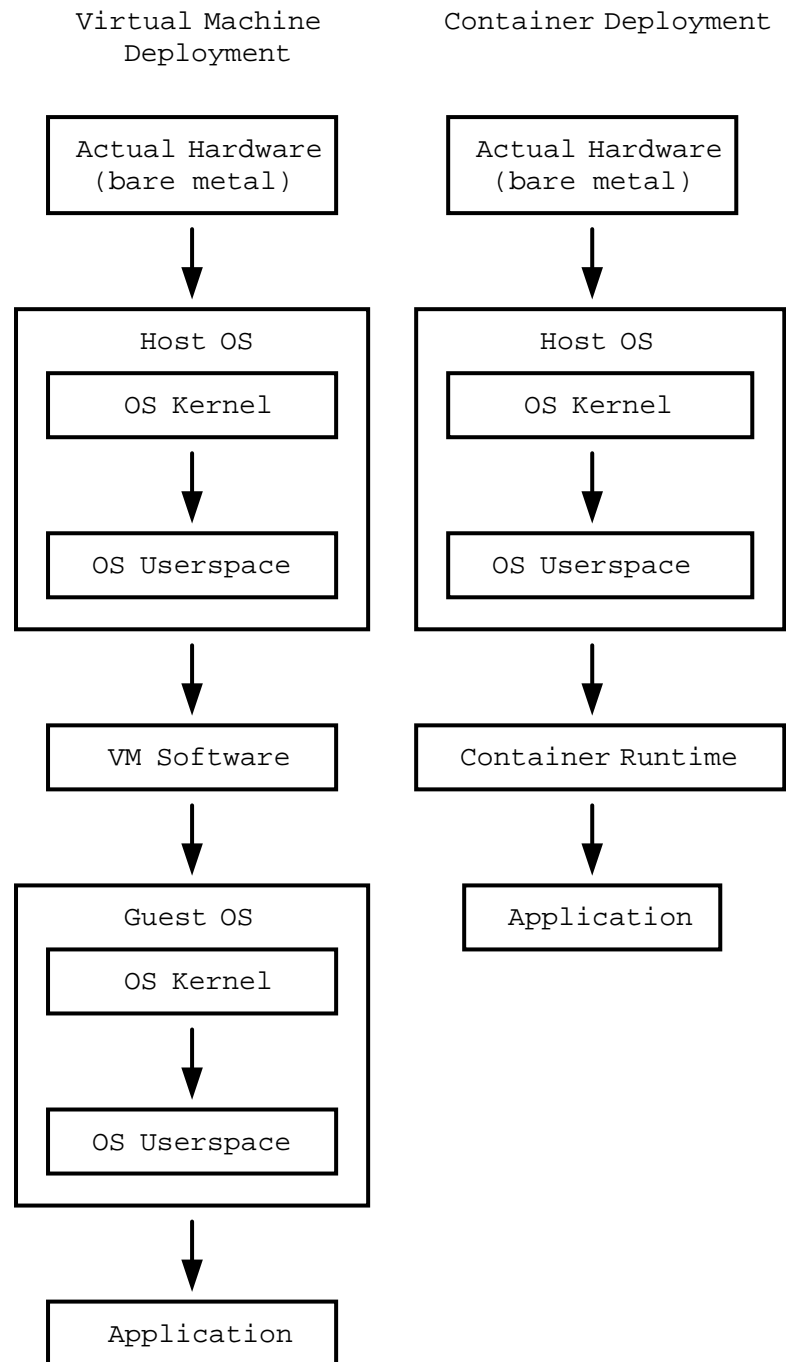 Virtual Machine
Deployment
Actual Hardware
(bare metal)
Host OS
OS Kernel
OS Userspace
VM Software
Guest OS
OS Kernel
OS Userspace
Application
Container Deployment
Actual Hardware
(bare metal)
Host OS
OS Kernel
OS Userspace
Container Runtime
Application